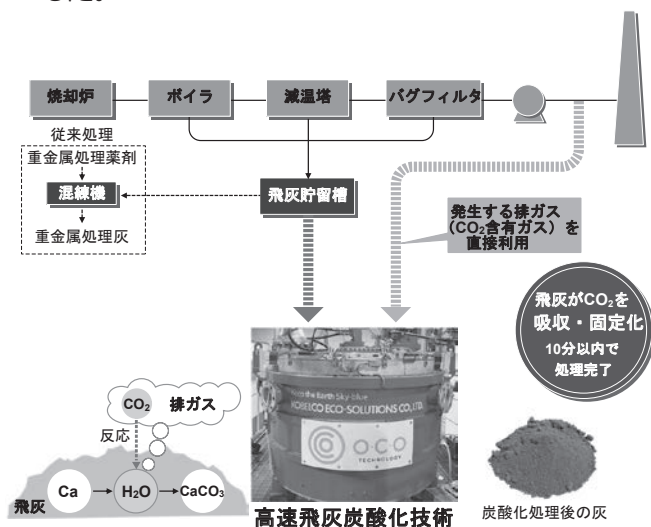 焼却炉
ボイラ
減温塔
バグフィルタ
従来処理
重金属処理薬剤
混練機
重金属処理灰
飛灰貯留槽
発生する排ガス
（CO₂含有ガス）を
直接利用
飛灰がCO₂を
吸収・固定化
10分以内で
処理完了
CO₂ 排ガス
反応
飛灰
Ca
H₂O
CaCO₃
the Earth Sky-blue
KOBELCO ECO-SOLUTIONS CO., LTD.
OCO
TECHNOLOGY
高速飛灰炭酸化技術
炭酸化処理後の灰